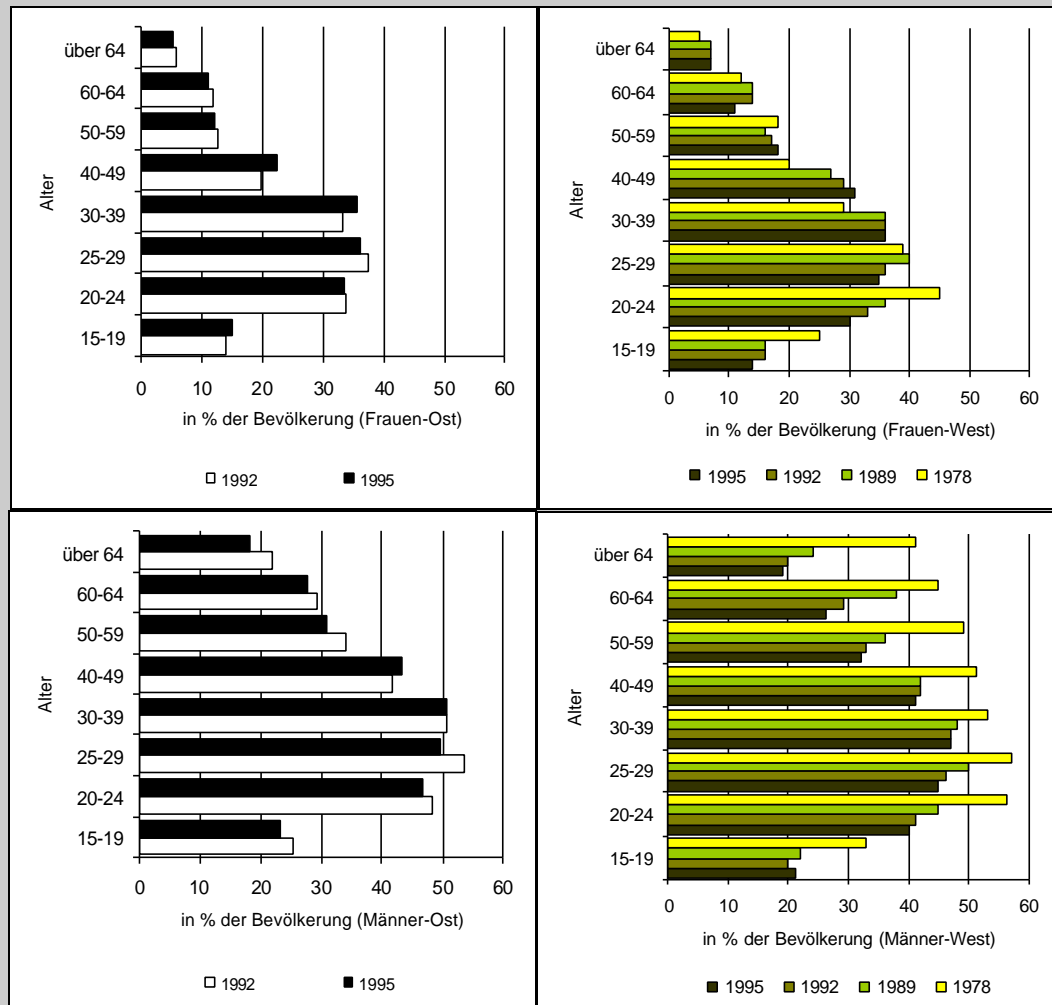 über 64
60-64
50-59
40-49
30-39
25-29
20-24
15-19
Alter
0 10 20 30 40 50 60
in % der Bevölkerung (Frauen-Ost)
1992 1995
über 64
60-64
50-59
40-49
30-39
25-29
20-24
15-19
Alter
0 10 20 30 40 50 60
in % der Bevölkerung (Frauen-West)
1995 1992 1989 1978
über 64
60-64
50-59
40-49
30-39
25-29
20-24
15-19
Alter
0 10 20 30 40 50 60
in % der Bevölkerung (Männer-Ost)
1992 1995
über 64
60-64
50-59
40-49
30-39
25-29
20-24
15-19
Alter
0 10 20 30 40 50 60
in % der Bevölkerung (Männer-West)
1995 1992 1989 1978